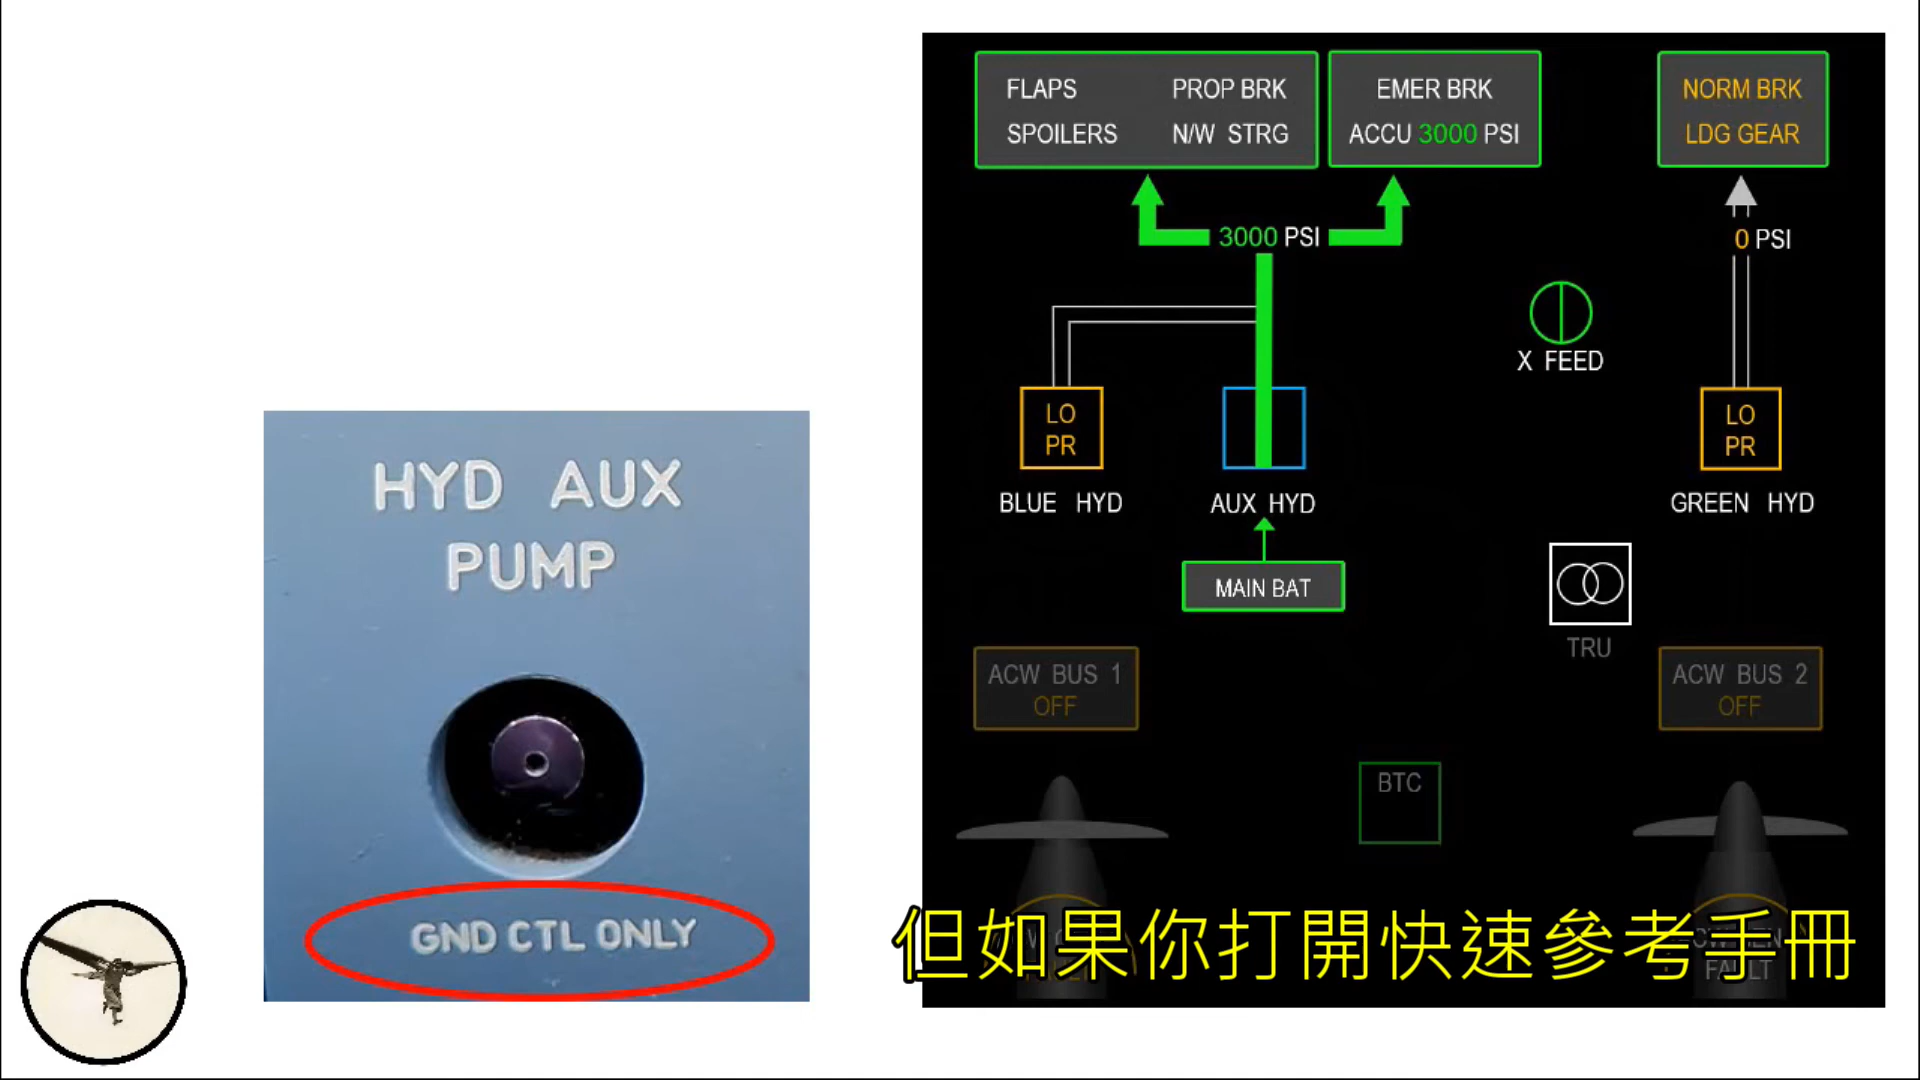 HYD AUX
PUMP
GND CTL ONLY
FLAPS PROP BRK
SPOILERS N/W STRG
EMER BRK
ACCU 3000 PSI
NORM BRK
LDG GEAR
3000 PSI
0 PSI
X FEED
LO
PR
BLUE HYD
AUX HYD
LO
PR
GREEN HYD
MAIN BAT
TRU
ACW BUS 1
OFF
ACW BUS 2
OFF
BTC
但如果你打開快速參考手冊
FAULT